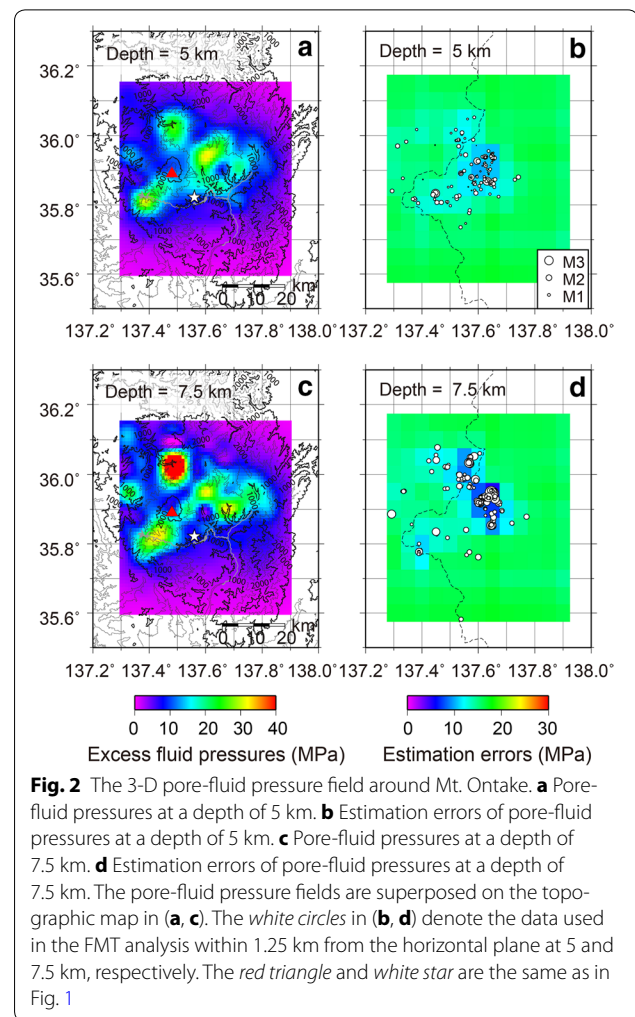 a
Depth = 5 km
b
Depth = 5 km
36.2°
36.0°
35.8°
35.6°
1000
2000
km
0 10 20
M3
M2
M1
137.2° 137.4° 137.6° 137.8° 138.0°
137.2° 137.4° 137.6° 137.8° 138.0°
c
Depth = 7.5 km
d
Depth = 7.5 km
36.2°
36.0°
35.8°
35.6°
1000
2000
km
0 10 20
137.2° 137.4° 137.6° 137.8° 138.0°
137.2° 137.4° 137.6° 137.8° 138.0°
0 10 20 30 40
Excess fluid pressures (MPa)
0 10 20 30
Estimation errors (MPa)
Fig. 2 The 3-D pore-fluid pressure field around Mt. Ontake. a Pore-
fluid pressures at a depth of 5 km. b Estimation errors of pore-fluid
pressures at a depth of 5 km. c Pore-fluid pressures at a depth of
7.5 km. d Estimation errors of pore-fluid pressures at a depth of
7.5 km. The pore-fluid pressure fields are superposed on the topo-
graphic map in (a, c). The white circles in (b, d) denote the data used
in the FMT analysis within 1.25 km from the horizontal plane at 5 and
7.5 km, respectively. The red triangle and white star are the same as in
Fig. 1